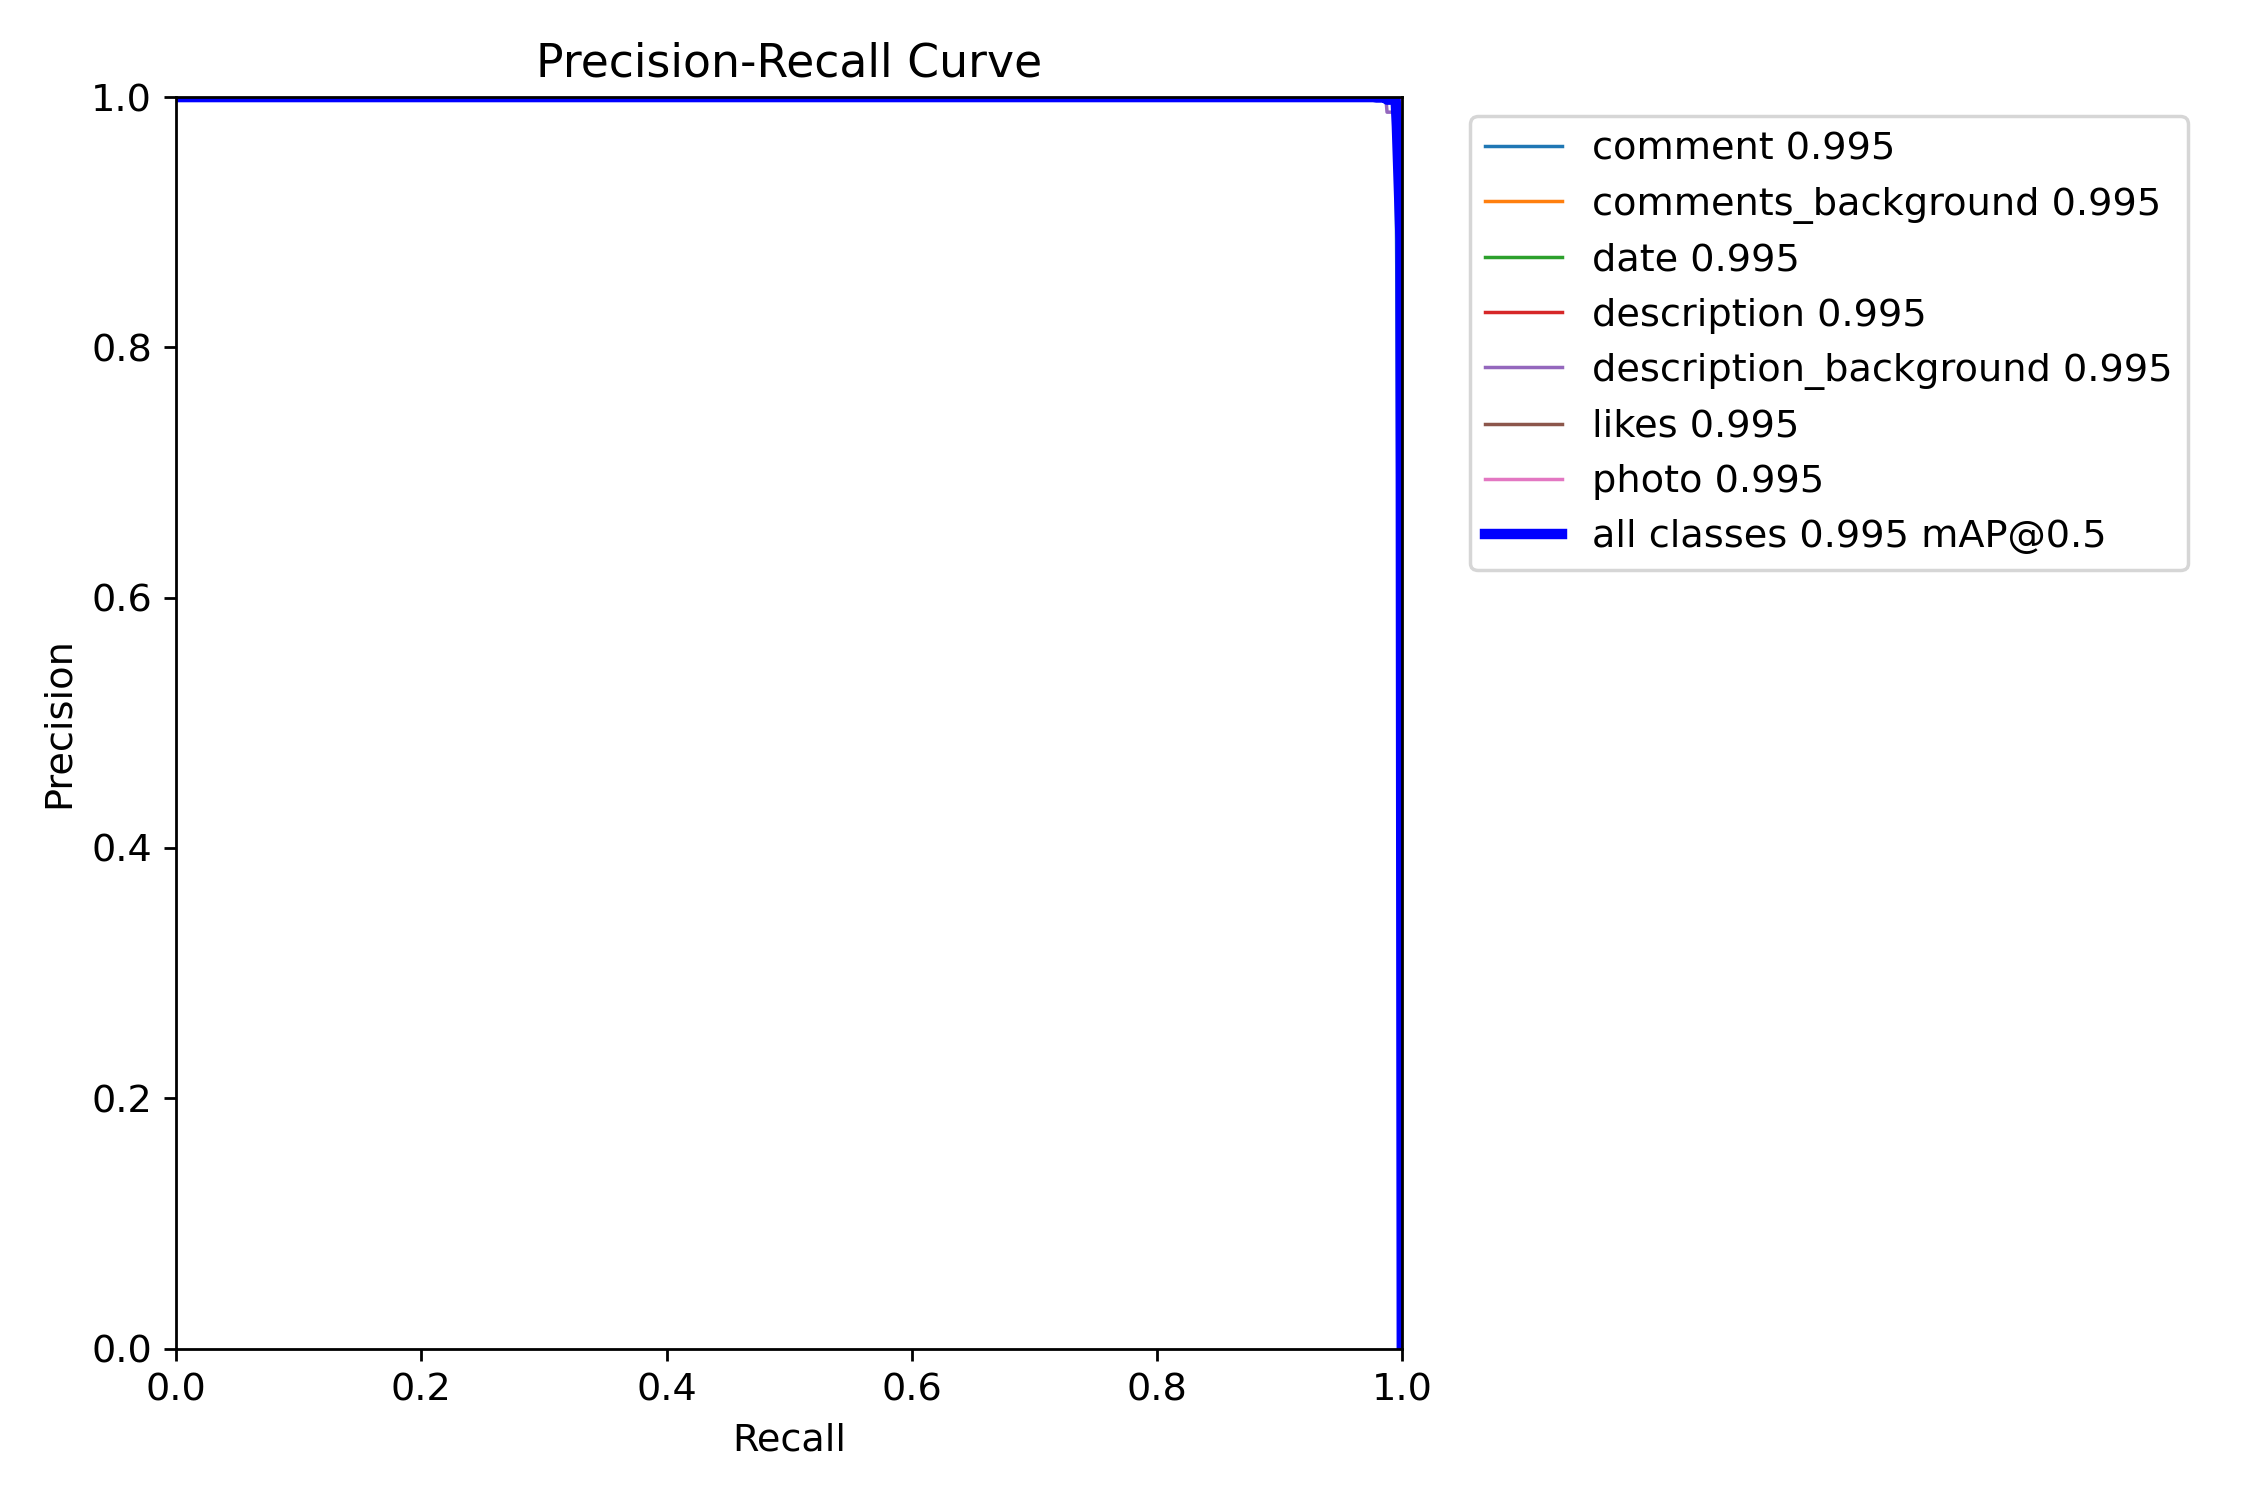 Precision-Recall Curve
1.0
0.8
0.6
0.4
0.2
0.0
Precision
0.0 0.2 0.4 0.6 0.8 1.0
Recall
comment 0.995
comments_background 0.995
date 0.995
description 0.995
description_background 0.995
likes 0.995
photo 0.995
all classes 0.995 mAP@0.5